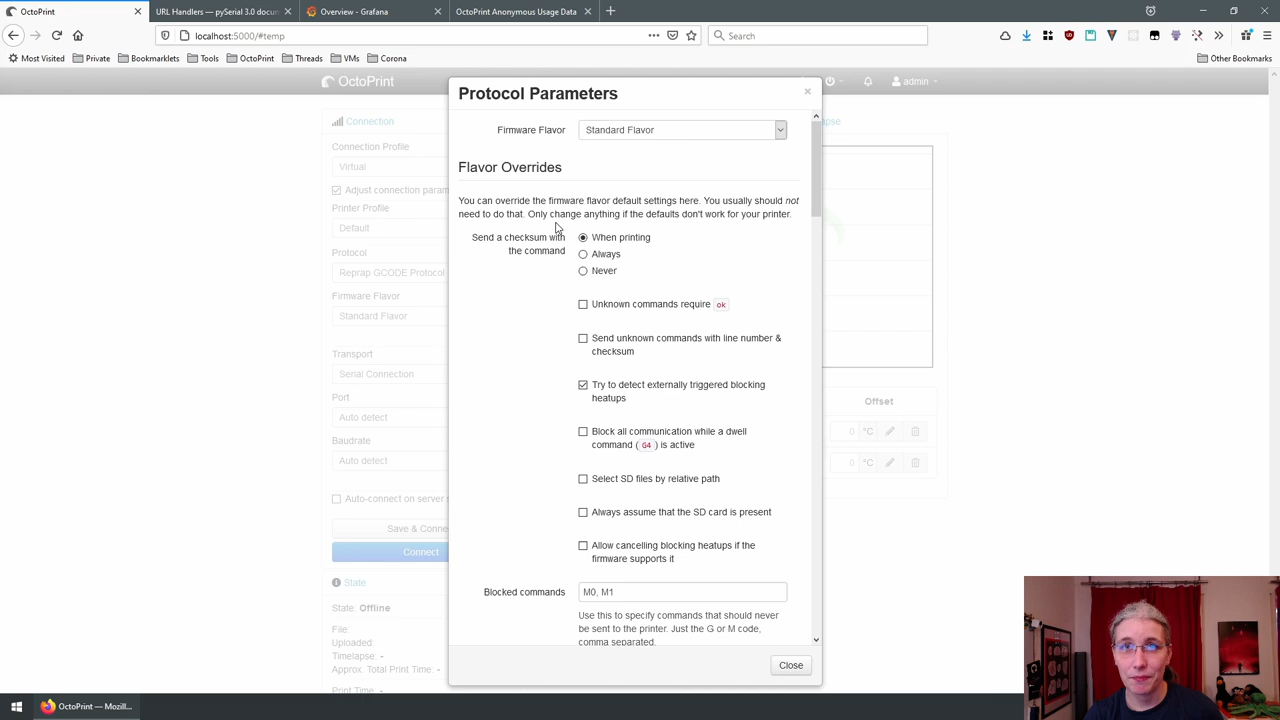 OctoPrint
URL Handlers — pySerial 3.0 docun
Overview - Grafana
OctoPrint Anonymous Usage Data
localhost:5000/#temp
Search
Most Visited
Private
Bookmarklets
Tools
OctoPrint
Threads
VMs
Corona
Other Bookmarks
OctoPrint
admin
Protocol Parameters
Connection
Connection Profile
Virtual
Adjust connection param
Printer Profile
Default
Protocol
Reprap GCODE Protocol
Firmware Flavor
Standard Flavor
Transport
Serial Connection
Port
Auto detect
Baudrate
Auto detect
Auto-connect on server s
Save & Conne
Connect
State
State: Offline
File:
Uploaded:
Timelapse: -
Approx. Total Print Time: -
Print Time: -
Firmware Flavor
Standard Flavor
Flavor Overrides
You can override the firmware flavor default settings here. You usually should not
need to do that. Only change anything if the defaults don't work for your printer.
Send a checksum with
the command
When printing
Always
Never
Unknown commands require ok
Send unknown commands with line number &
checksum
Try to detect externally triggered blocking
heatups
Block all communication while a dwell
command ( G4 ) is active
Select SD files by relative path
Always assume that the SD card is present
Allow cancelling blocking heatups if the
firmware supports it
Blocked commands
M0, M1
Use this to specify commands that should never
be sent to the printer. Just the G or M code,
comma separated.
Close
lapse
Offset
0 °C
0 °C
OctoPrint — Mozill...